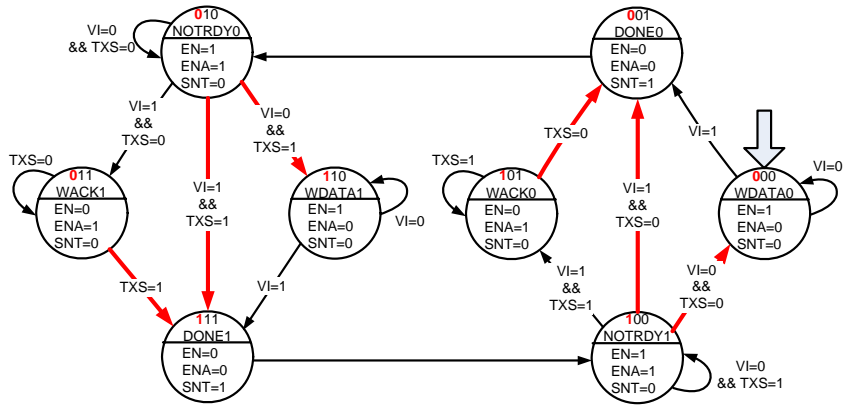 010
NOTRDY0
EN=1
ENA=1
SNT=0
VI=0
&& TXS=0
001
DONE0
EN=0
ENA=0
SNT=1
VI=1
&&
TXS=0
VI=0
&&
TXS=1
TXS=0
VI=1
TXS=0
011
WACK1
EN=0
ENA=1
SNT=0
VI=1
&&
TXS=1
110
WDATA1
EN=1
ENA=0
SNT=0
VI=0
TXS=1
101
WACK0
EN=0
ENA=1
SNT=0
VI=1
&&
TXS=0
000
WDATA0
EN=1
ENA=0
SNT=0
VI=0
TXS=1
VI=1
VI=1
&&
TXS=1
VI=0
&&
TXS=0
111
DONE1
EN=0
ENA=0
SNT=1
100
NOTRDY1
EN=1
ENA=1
SNT=0
VI=0
&& TXS=1